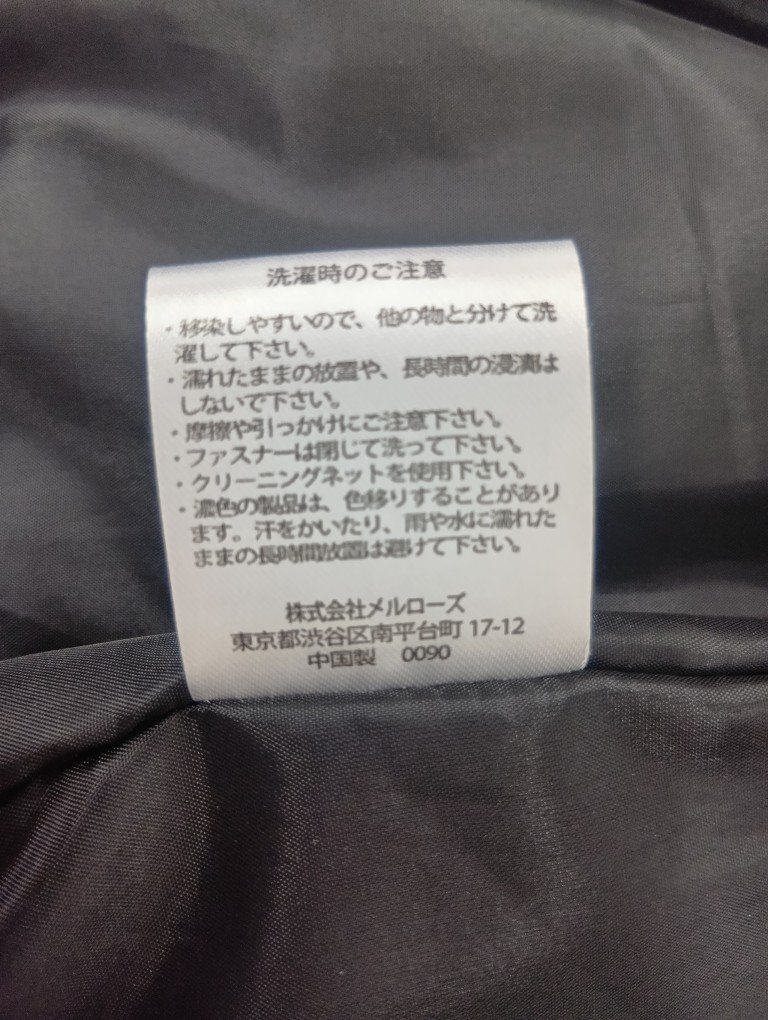 洗濯時のご注意
・移染しやすいので、他の物と分けて洗
濯して下さい。
・濡れたままの放置や、長時間の浸漬は
しないで下さい。
・摩擦や引っかけにご注意下さい。
・ファスナーは閉じて洗って下さい。
・クリーニングネットを使用下さい。
・濃色の製品は、色移りすることがあり
ます。汗をかいたり、雨や水に濡れた
ままの長時間放置は避けて下さい。
株式会社メルローズ
東京都渋谷区南平台町 17-12
中国製 0090